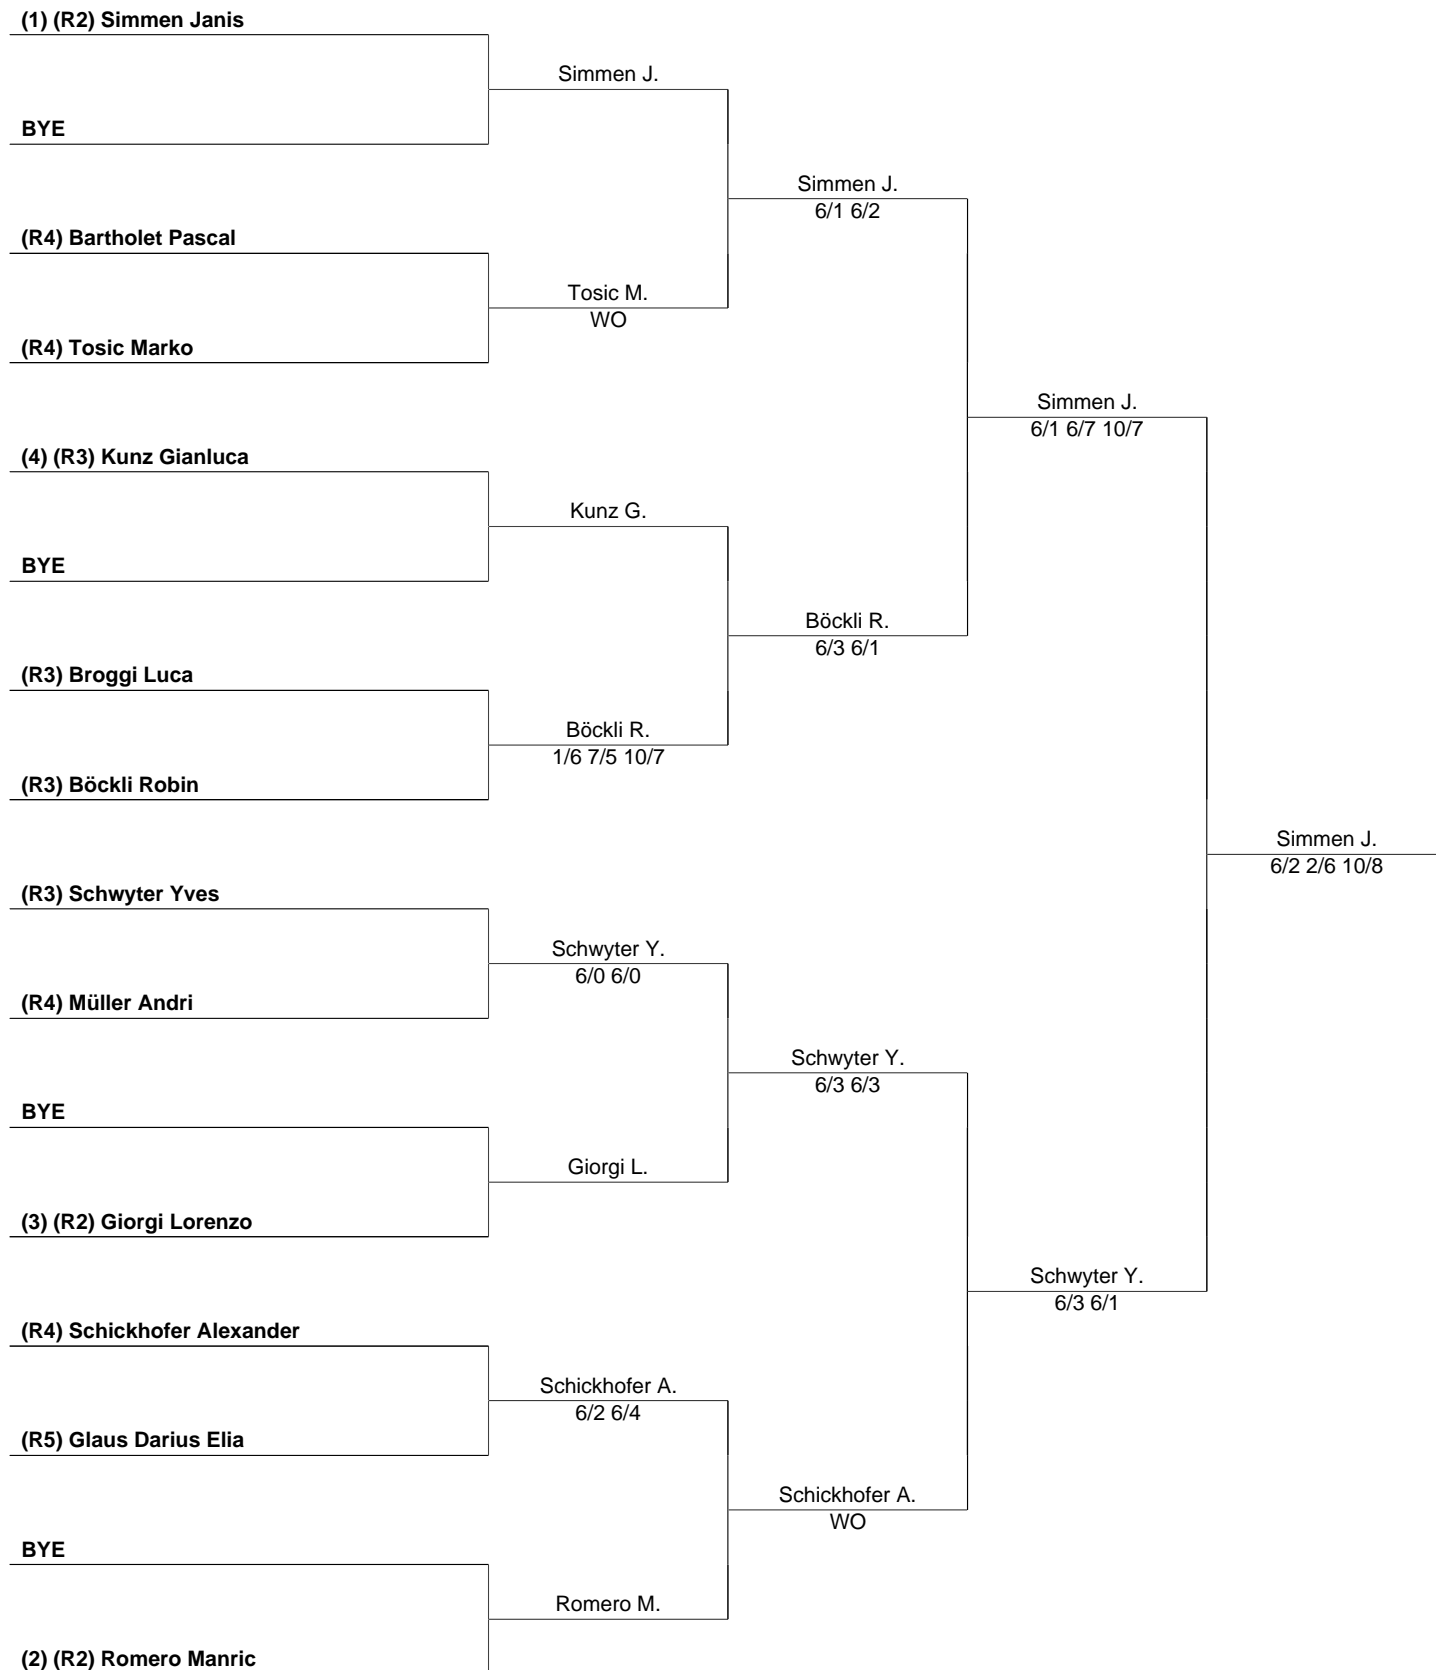 (1) (R2) Simmen Janis
Simmen J.
BYE
Simmen J.
6/1 6/2
(R4) Bartholet Pascal
Tosic M.
WO
(R4) Tosic Marko
Simmen J.
6/1 6/7 10/7
(4) (R3) Kunz Gianluca
Kunz G.
BYE
Böckli R.
6/3 6/1
(R3) Broggi Luca
Böckli R.
1/6 7/5 10/7
(R3) Böckli Robin
Simmen J.
6/2 2/6 10/8
(R3) Schwyter Yves
Schwyter Y.
6/0 6/0
(R4) Müller Andri
Schwyter Y.
6/3 6/3
BYE
Giorgi L.
(3) (R2) Giorgi Lorenzo
Schwyter Y.
6/3 6/1
(R4) Schickhofer Alexander
Schickhofer A.
6/2 6/4
(R5) Glaus Darius Elia
Schickhofer A.
WO
BYE
Romero M.
(2) (R2) Romero Manric